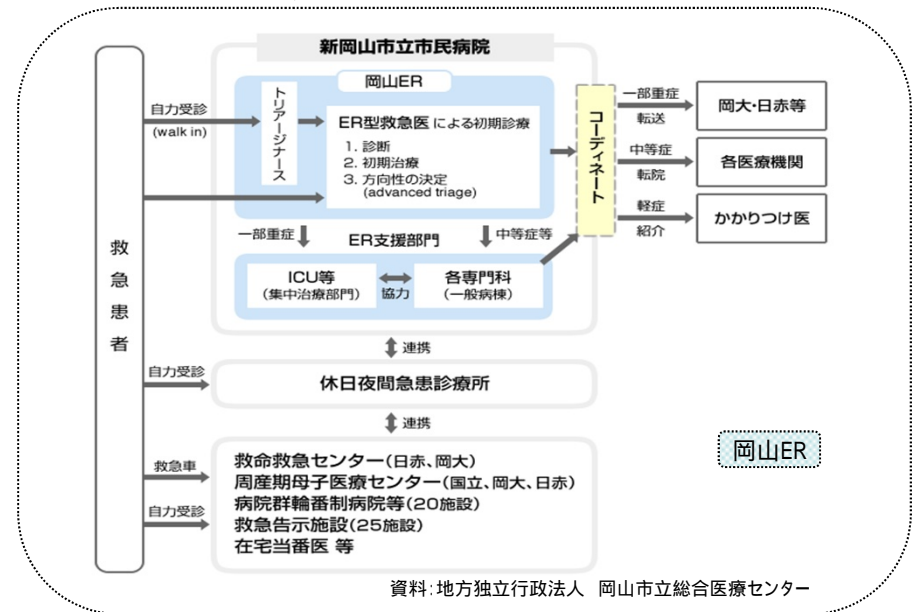 新岡山市立市民病院
岡山ER
救急患者
自力受診
(walk in)
トリアージナース
ER型救急医による初期診療
1. 診断
2. 初期治療
3. 方向性の決定
(advanced triage)
コーディネート
一部重症
転送
岡大・日赤等
中等症
転院
各医療機関
軽症
紹介
かかりつけ医
一部重症
ER支援部門
中等症等
ICU等
(集中治療部門)
協力
各専門科
(一般病棟)
連携
自力受診
休日夜間急患診療所
連携
救急車
自力受診
救命救急センター(日赤、岡大)
周産期母子医療センター(国立、岡大、日赤)
病院群輪番制病院等(20施設)
救急告示施設(25施設)
在宅当番医 等
岡山ER
資料:地方独立行政法人 岡山市立総合医療センター